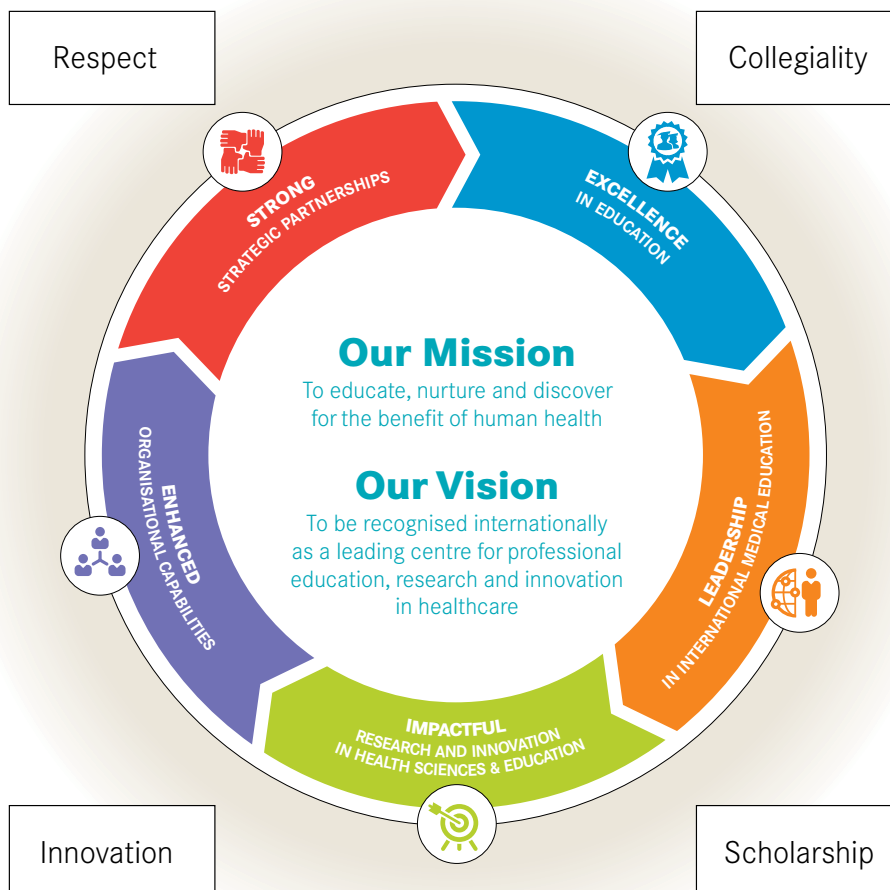 Respect
Collegiality
STRONG
STRATEGIC PARTNERSHIPS
EXCELLENCE
IN EDUCATION
Our Mission
To educate, nurture and discover
for the benefit of human health
Our Vision
To be recognised internationally
as a leading centre for professional
education, research and innovation
in healthcare
ENHANCED
ORGANISATIONAL CAPABILITIES
LEADERSHIP
IN INTERNATIONAL MEDICAL EDUCATION
IMPACTFUL
RESEARCH AND INNOVATION
IN HEALTH SCIENCES & EDUCATION
Innovation
Scholarship